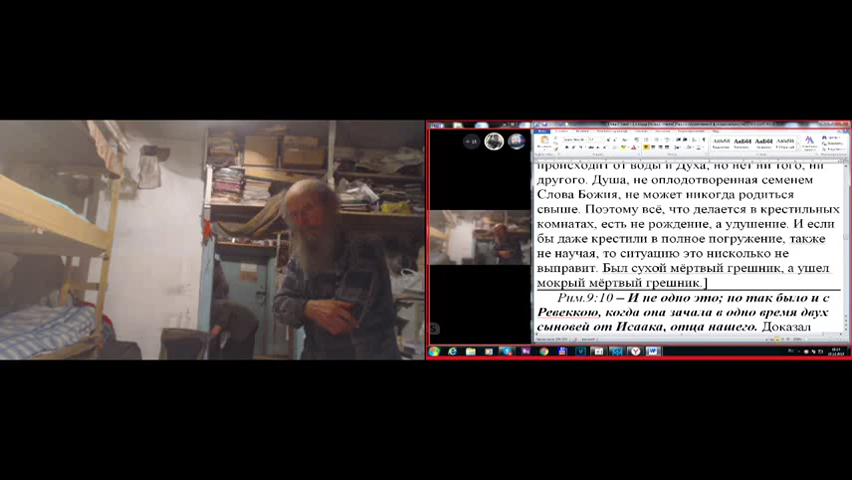 происходит от воды и Духа, но нет ни того, ни
другого. Душа, не оплодотворенная семенем
Слова Божия, не может никогда родиться
свыше. Поэтому всё, что делается в крестильных
комнатах, есть не рождение, а удушение. И если
бы даже крестили в полное погружение, также
не научая, то ситуацию это нисколько не
выправит. Был сухой мёртвый грешник, а ушел
мокрый мёртвый грешник.]
Рим.9:10 – И не одно это; но так было и с
Ревеккою, когда она зачала в одно время двух
сыновей от Исаака, отца нашего. Доказал